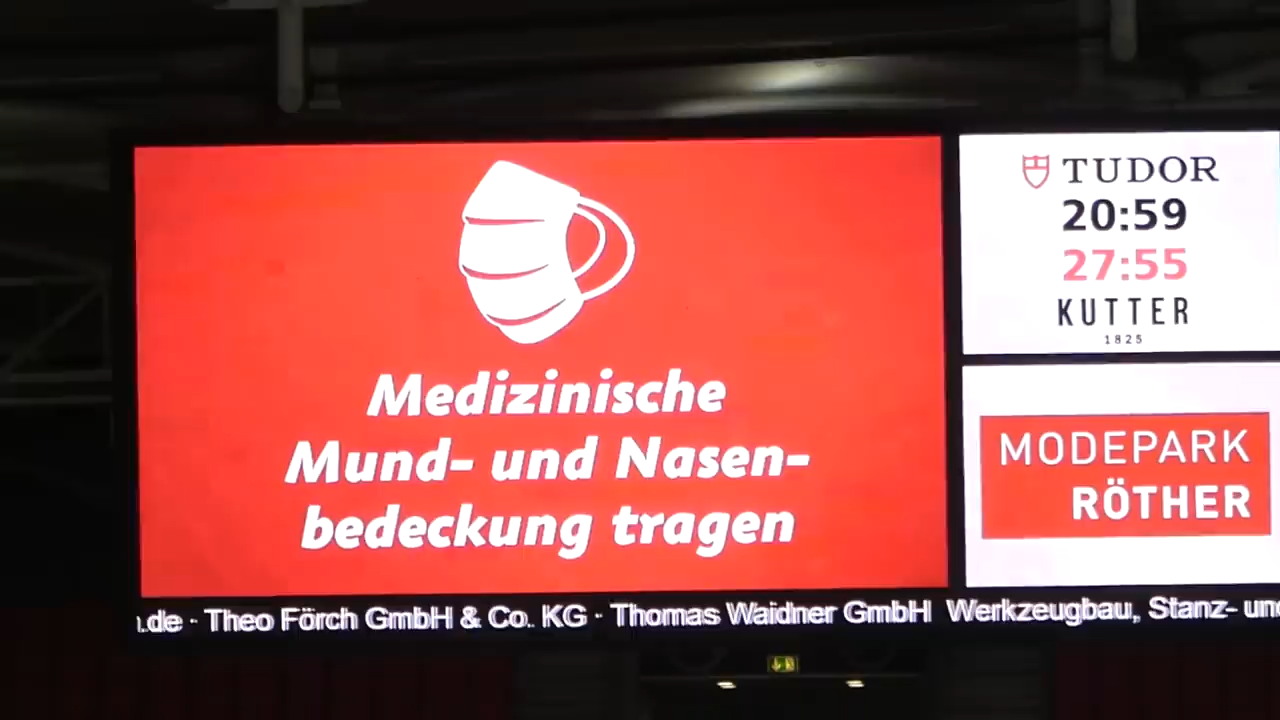 Medizinische
Mund- und Nasen-
bedeckung tragen
TUDOR
20:59
27:55
KUTTER
1825
MODEPARK
RÖTHER
.de · Theo Förch GmbH & Co. KG · Thomas Waidner GmbH Werkzeugbau, Stanz- und